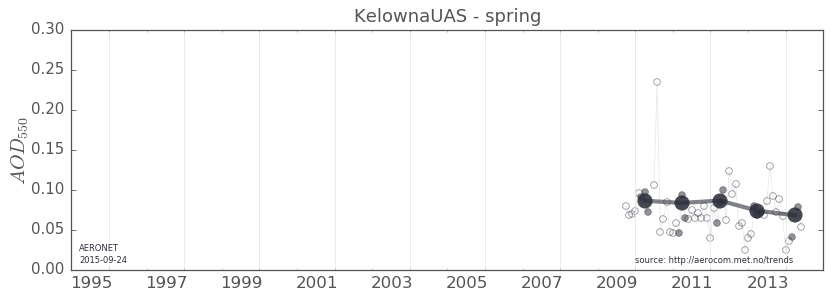 KelownaUAS - spring
0.30
0.25
0.20
0.15
0.10
0.05
0.00
AOD550
AERONET
2015-09-24
source: http://aerocom.met.no/trends
1995 1997 1999 2001 2003 2005 2007 2009 2011 2013